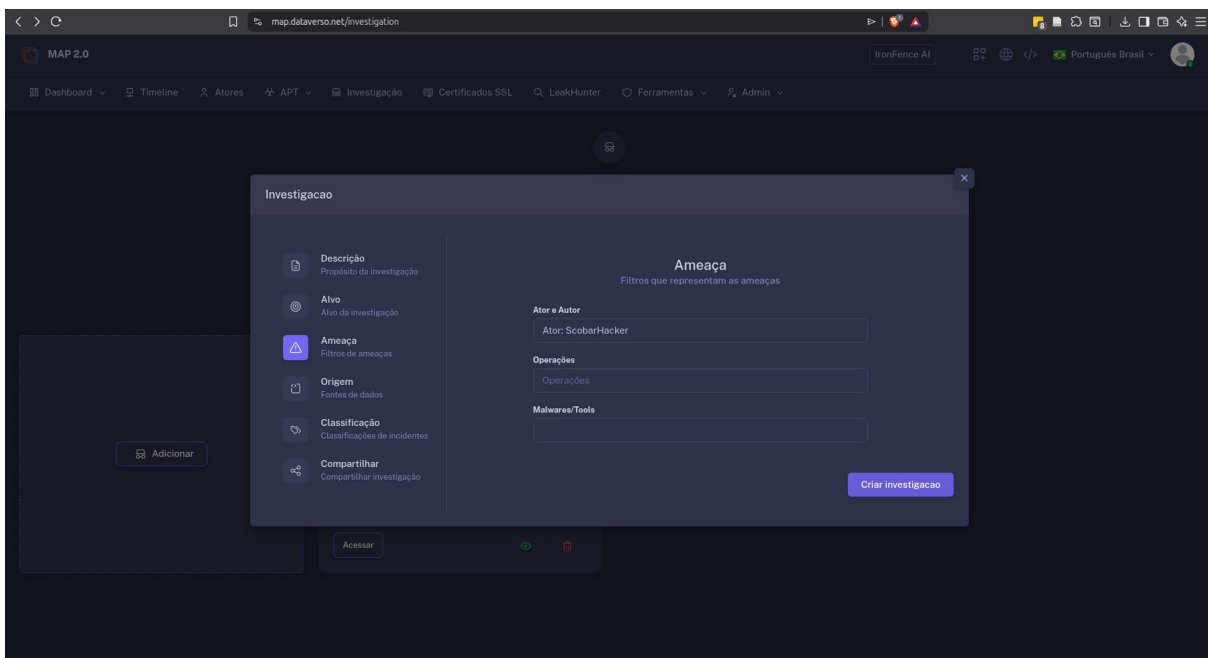 map.dataverso.net/investigation
8
MAP 2.0
IronFence AI
Português Brasil
Dashboard
Timeline
Atores
APT
Investigação
Certificados SSL
LeakHunter
Ferramentas
Admin
Investigacao
Descrição
Propósito da investigação
Alvo
Alvo da investigação
Ameaça
Filtros de ameaças
Origem
Fontes de dados
Classificação
Classificações de incidentes
Compartilhar
Compartilhar investigação
Ameaça
Filtros que representam as ameaças
Ator e Autor
Ator: ScobarHacker
Operações
Operações
Malwares/Tools
Criar investigacao
Adicionar
Acessar